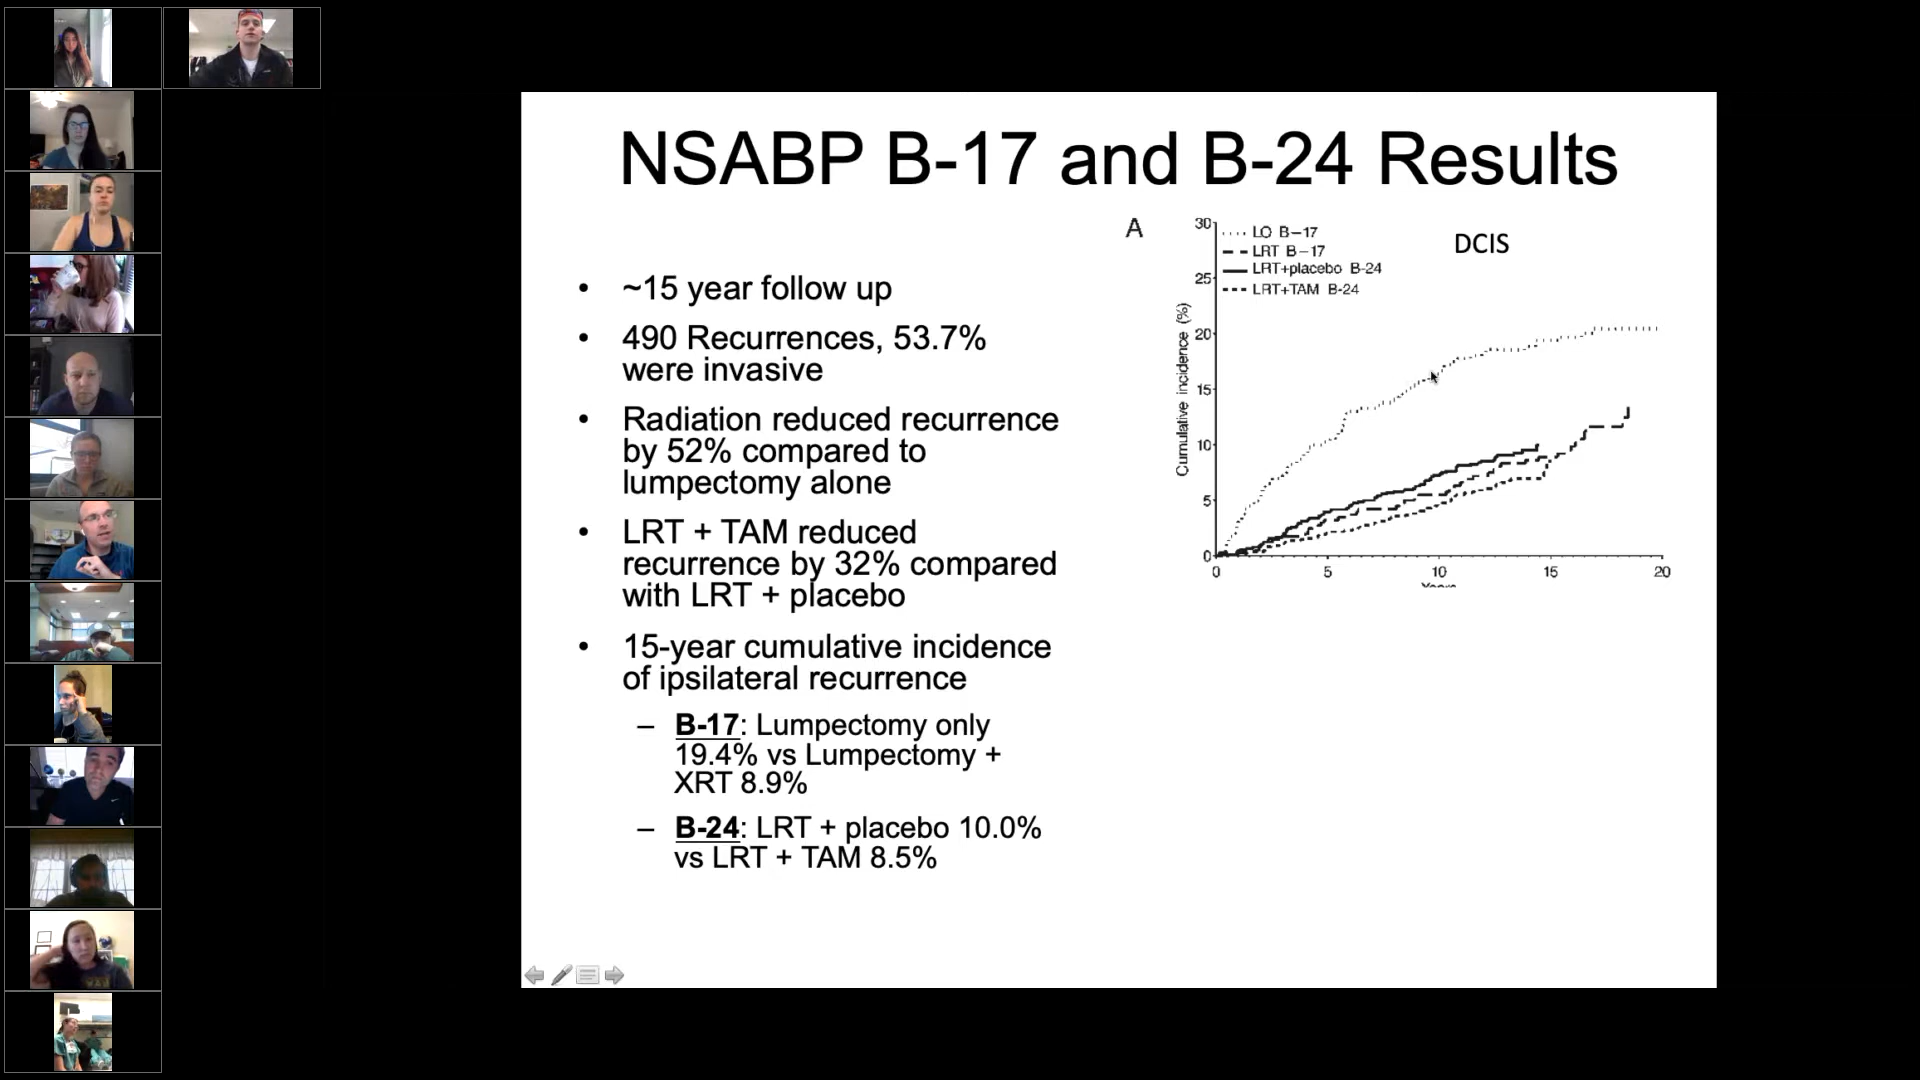 NSABP B-17 and B-24 Results
• ~15 year follow up
• 490 Recurrences, 53.7%
were invasive
• Radiation reduced recurrence
by 52% compared to
lumpectomy alone
• LRT + TAM reduced
recurrence by 32% compared
with LRT + placebo
• 15-year cumulative incidence
of ipsilateral recurrence
– B-17: Lumpectomy only
19.4% vs Lumpectomy +
XRT 8.9%
– B-24: LRT + placebo 10.0%
vs LRT + TAM 8.5%
A
DCIS
LO B-17
LRT B-17
LRT+placebo B-24
LRT+TAM B-24
Cumulative incidence (%)
30
25
20
15
10
5
0
0 5 10 15 20
Years